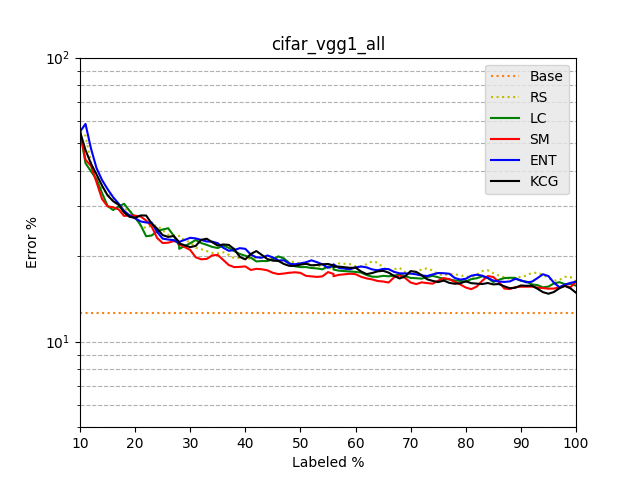 cifar_vgg1_all
10²
10¹
Error %
Base
RS
LC
SM
ENT
KCG
10 20 30 40 50 60 70 80 90 100
Labeled %